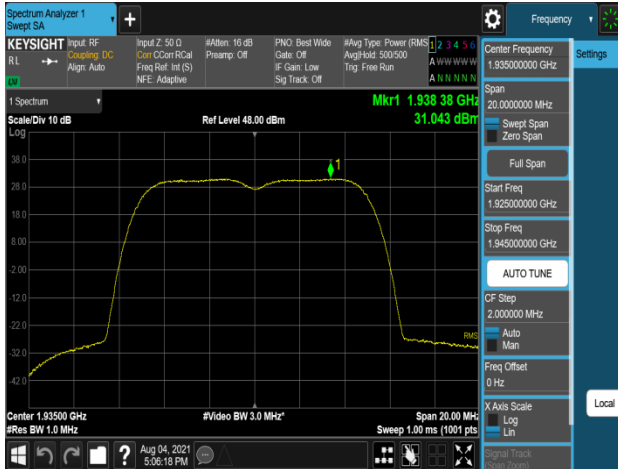 Spectrum Analyzer 1
Swept SA
+
Frequency
KEYSIGHT
RL
LV
Input: RF
Coupling: DC
Align: Auto
Input Z: 50 Ω
Corr CCorr RCal
Freq Ref: Int (S)
NFE: Adaptive
#Atten: 16 dB
Preamp: Off
PNO: Best Wide
Gate: Off
IF Gain: Low
Sig Track: Off
#Avg Type: Power (RMS
Avg|Hold: 500/500
Trig: Free Run
1 2 3 4 5 6
A W W W W W
A N N N N N
1 Spectrum
Scale/Div 10 dB
Ref Level 48.00 dBm
Mkr1 1.938 38 GHz
31.043 dBm
Log
38.0
28.0
18.0
8.00
-2.00
-12.0
-22.0
-32.0
-42.0
1
RMS
Center 1.93500 GHz
#Res BW 1.0 MHz
#Video BW 3.0 MHz*
Span 20.00 MHz
Sweep 1.00 ms (1001 pts
?
Aug 04, 2021
5:06:18 PM
Center Frequency
1.935000000 GHz
Span
20.0000000 MHz
Swept Span
Zero Span
Full Span
Start Freq
1.925000000 GHz
Stop Freq
1.945000000 GHz
AUTO TUNE
CF Step
2.000000 MHz
Auto
Man
Freq Offset
0 Hz
X Axis Scale
Log
Lin
Signal Track
(Span Zoom)
Settings
Local